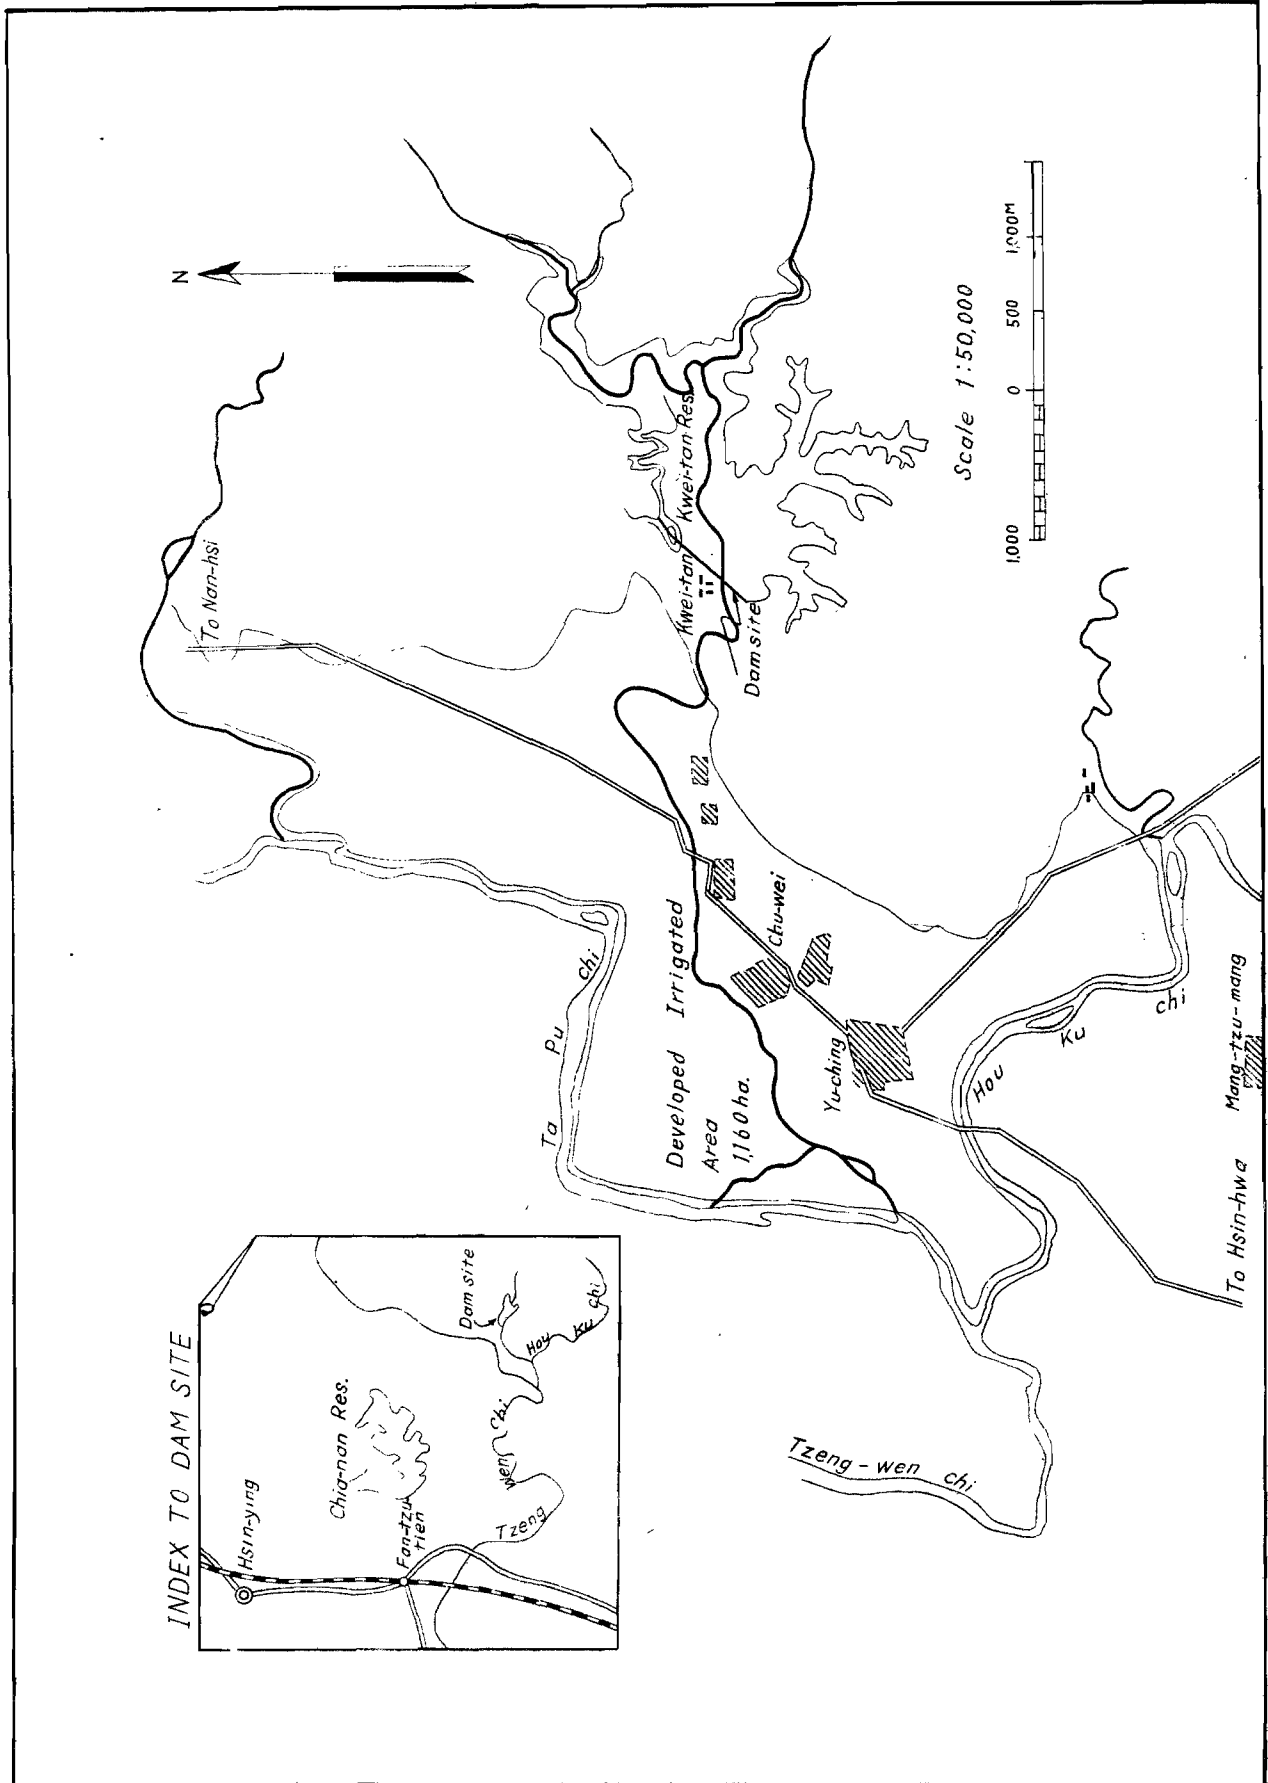 INDEX TO DAM SITE
Hsin-ying
Chia-nan Res.
Fan-tzu-
tien
Dam site
Hou
Ku
Chi
Tzeng
Wen
Chi
N
To Nan-hsi
Ta Pu Chi
Developed Irrigated
Area
1,160 ha.
Kwei-tan
Kwei-tan Res.
Dam site
Chu-wei
Yu-ching
Hou Ku Chi
Tzeng-wen chi
To Hsin-hwa
Mang-tzu-mang
Scale 1:50,000
1,000 0 500 1,000M